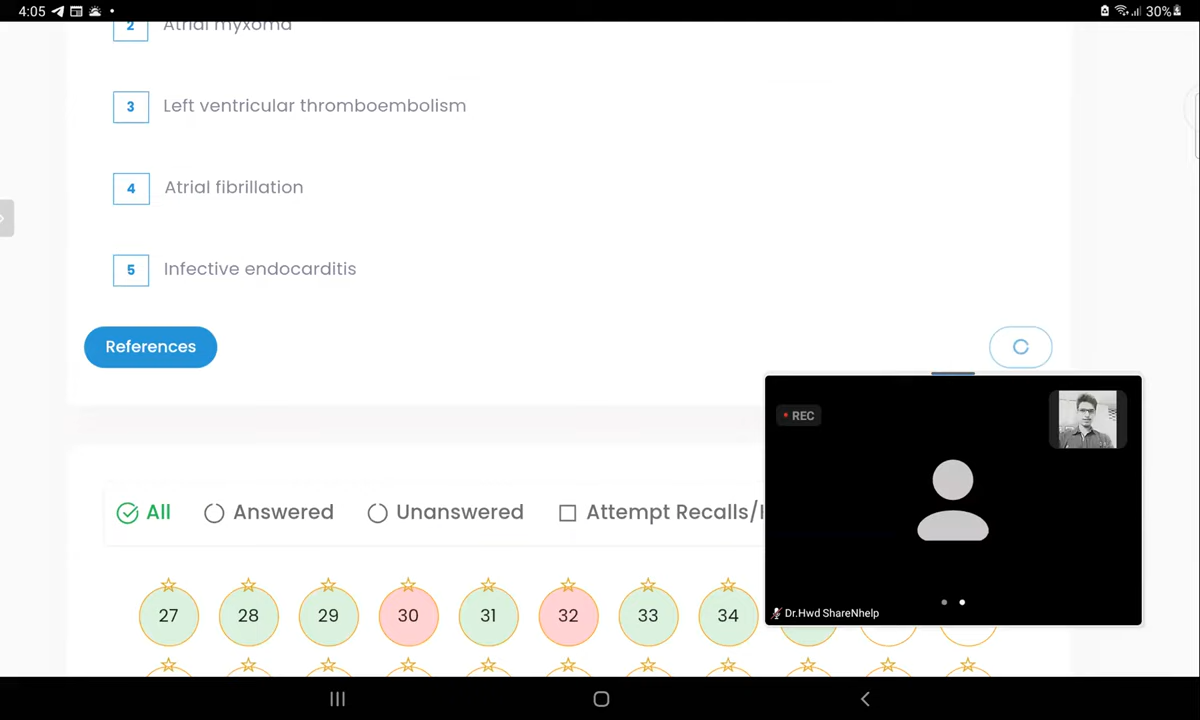 4:05
30%
2 Atrial myxoma
3 Left ventricular thromboembolism
4 Atrial fibrillation
5 Infective endocarditis
References
REC
All Answered Unanswered Attempt Recalls/
27 28 29 30 31 32 33 34
Dr.Hwd ShareNhelp